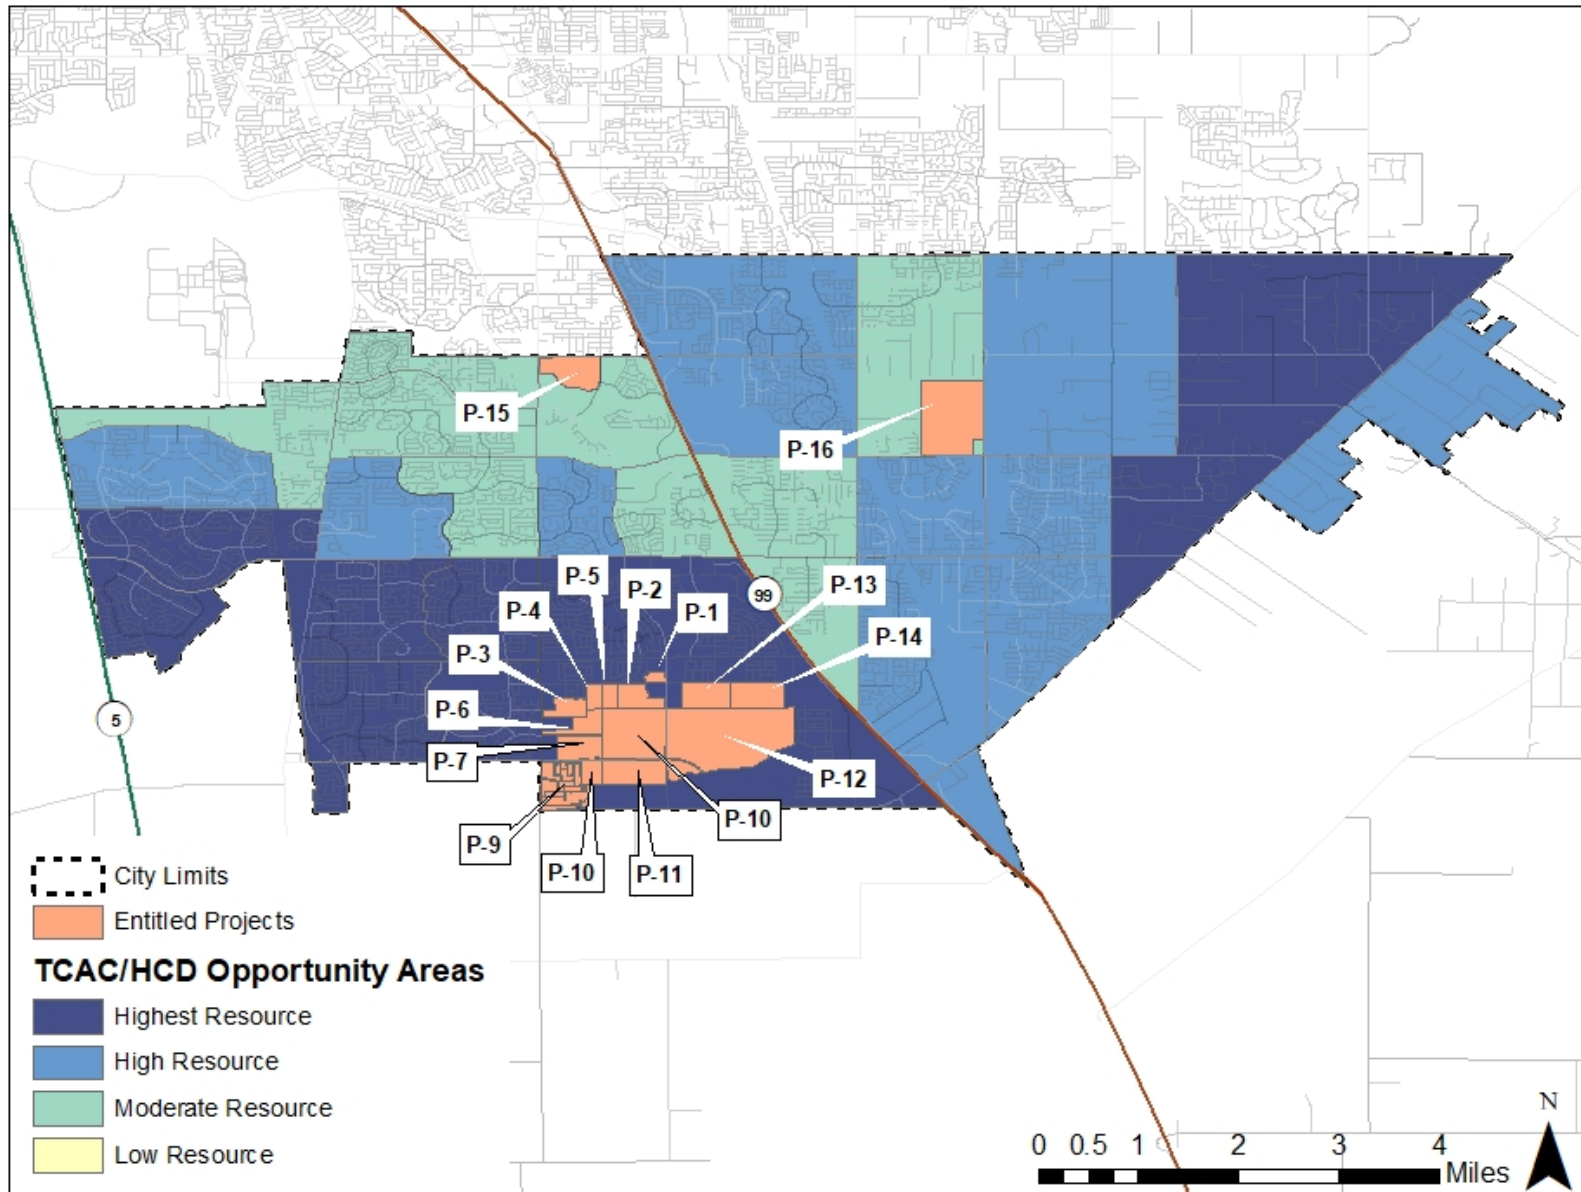 P-15
P-16
P-5
P-2
P-13
P-4
P-1
99
P-14
P-3
P-6
5
P-7
P-12
P-10
P-9
P-10
P-11
City Limits
Entitled Projects
TCAC/HCD Opportunity Areas
Highest Resource
High Resource
Moderate Resource
Low Resource
N
0 0.5 1 2 3 4
Miles